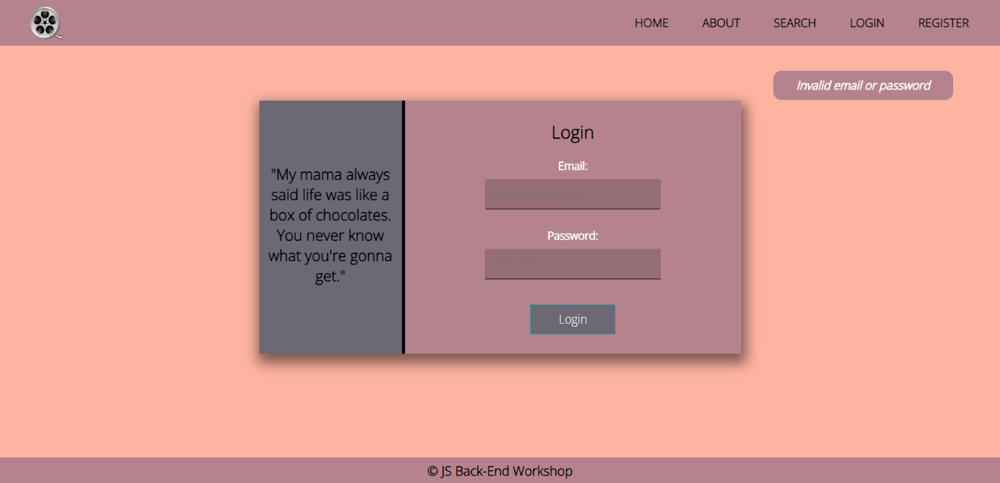 HOME ABOUT SEARCH LOGIN REGISTER
Invalid email or password
"My mama always
said life was like a
box of chocolates.
You never know
what you're gonna
get."
Login
Email:
alex@gmail.com
Password:
*******
Login
© JS Back-End Workshop